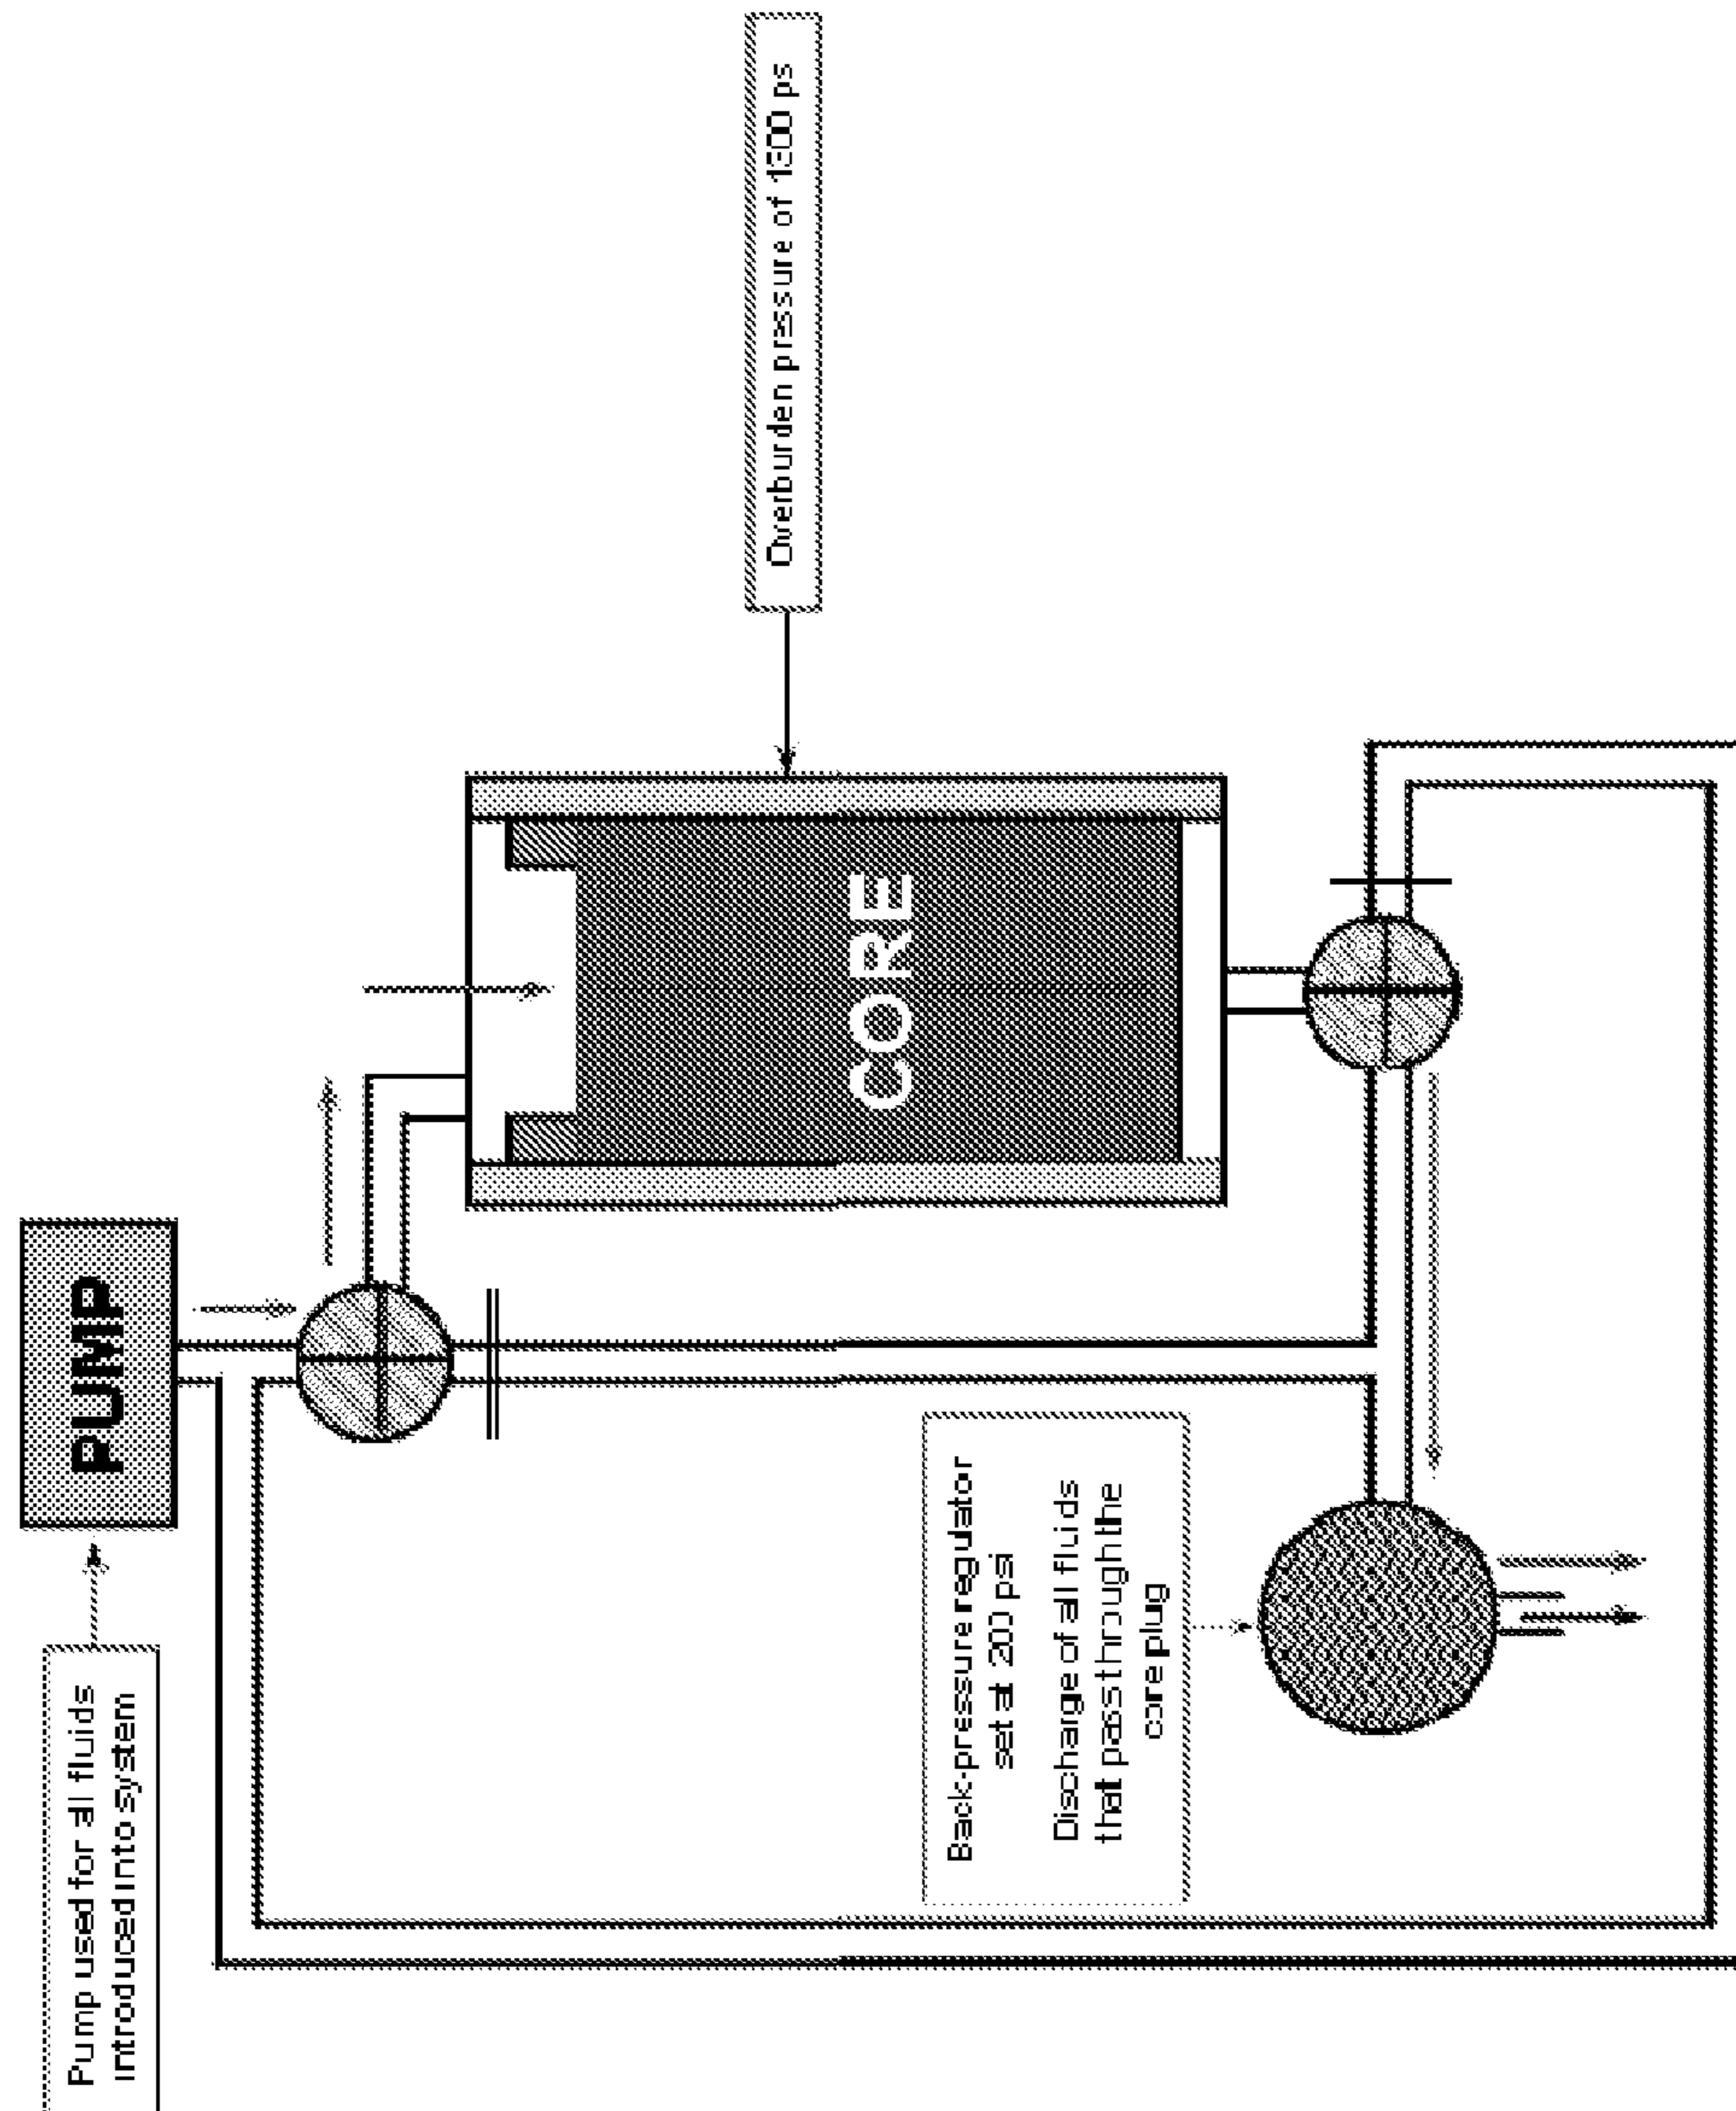 Pump used for all fluids
introduced into system
PUMP
Overburden pressure of ps
CORE
Back-pressure regulator
set at 200 psi
Discharge of all fluids
that pass through the
core plug